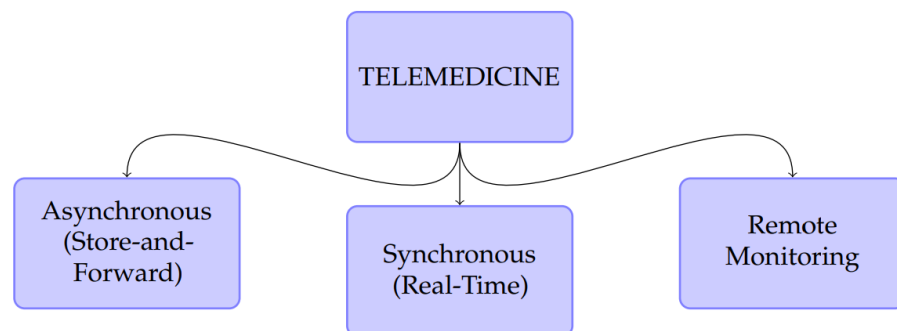 TELEMEDICINE
Asynchronous
(Store-and-
Forward)
Synchronous
(Real-Time)
Remote
Monitoring